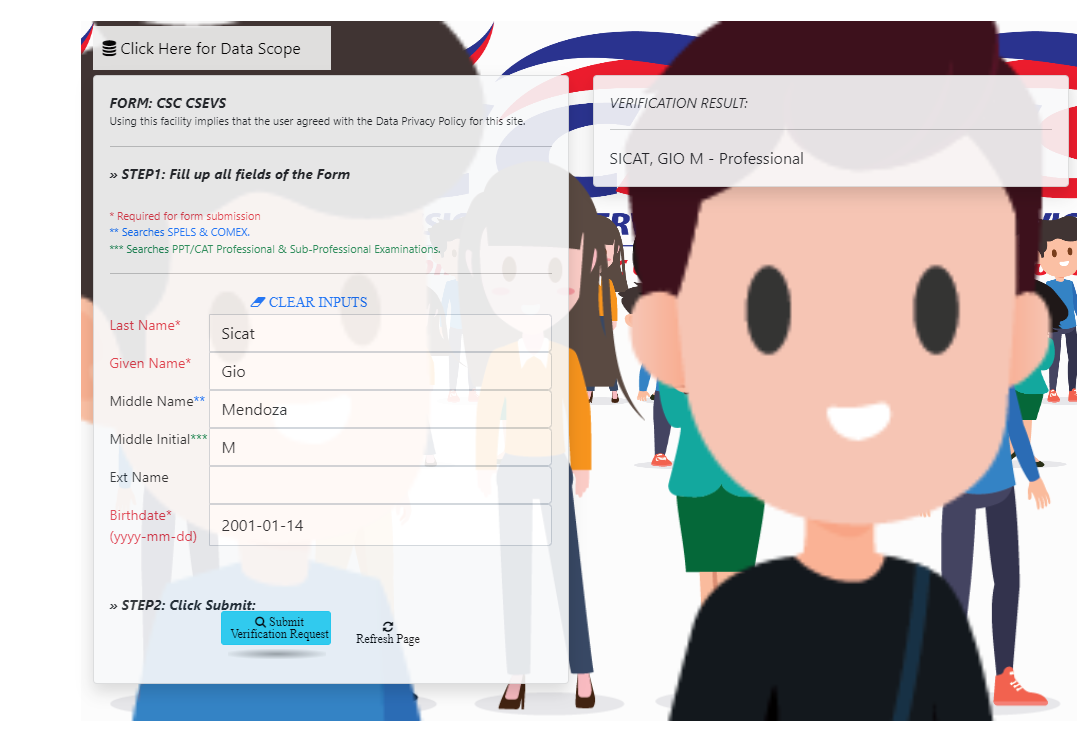 Click Here for Data Scope
FORM: CSC CSEVS
Using this facility implies that the user agreed with the Data Privacy Policy for this site.
» STEP1: Fill up all fields of the Form
* Required for form submission
** Searches SPELS & COMEX.
*** Searches PPT/CAT Professional & Sub-Professional Examinations.
CLEAR INPUTS
Last Name*
Sicat
Given Name*
Gio
Middle Name**
Mendoza
Middle Initial***
M
Ext Name
Birthdate*
(yyyy-mm-dd)
2001-01-14
» STEP2: Click Submit:
Submit
Verification Request
Refresh Page
VERIFICATION RESULT:
SICAT, GIO M - Professional